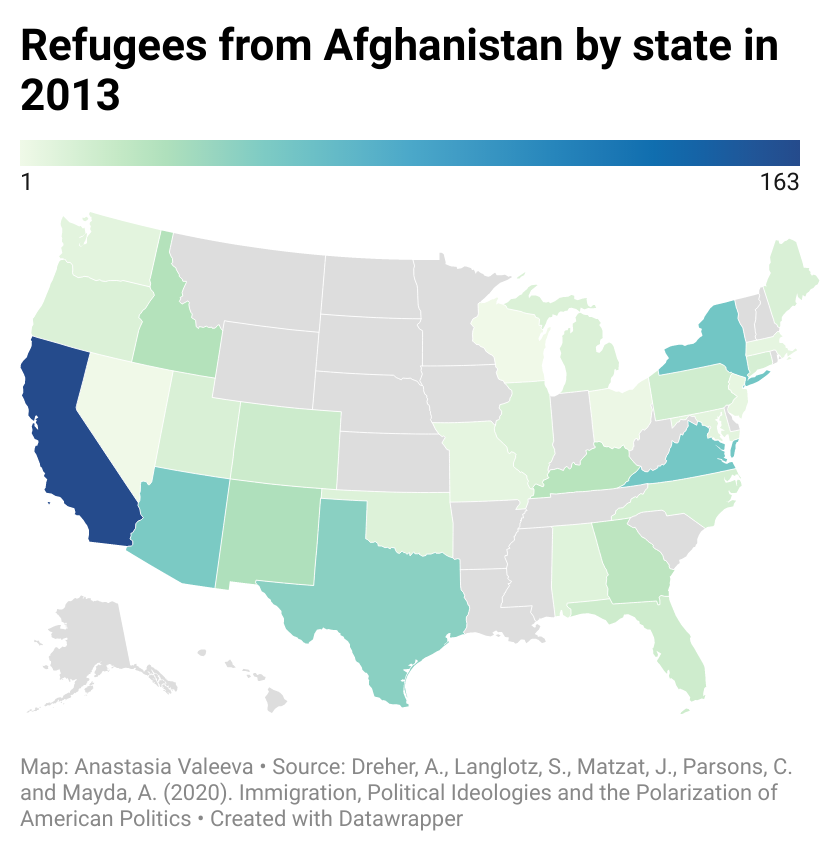 Refugees from Afghanistan by state in
2013
1
163
Map: Anastasia Valeeva • Source: Dreher, A., Langlotz, S., Matzat, J., Parsons, C.
and Mayda, A. (2020). Immigration, Political Ideologies and the Polarization of
American Politics • Created with Datawrapper